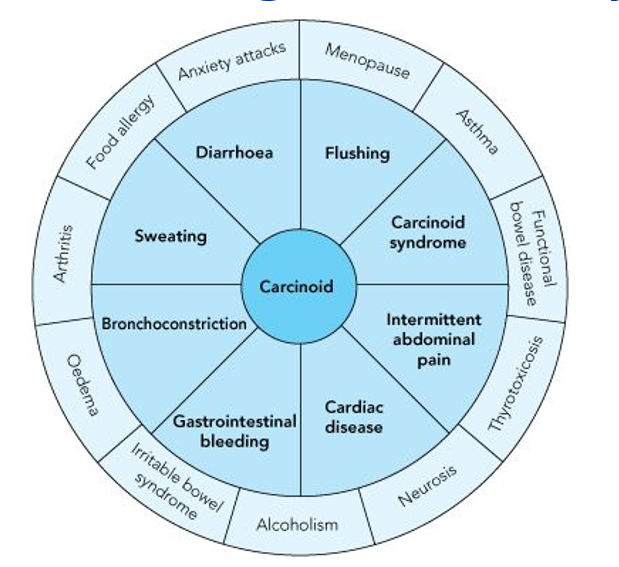 Anxiety attacks
Menopause
Asthma
Functional
bowel disease
Thyrotoxicosis
Neurosis
Alcoholism
Irritable bowel
syndrome
Oedema
Arthritis
Food allergy
Diarrhoea
Flushing
Carcinoid
syndrome
Intermittent
abdominal
pain
Cardiac
disease
Gastrointestinal
bleeding
Bronchoconstriction
Sweating
Carcinoid